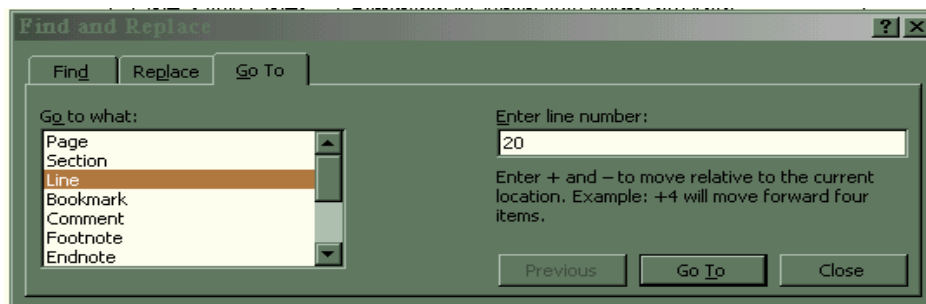 Find and Replace
Find Replace Go To
Go to what:
Page
Section
Line
Bookmark
Comment
Footnote
Endnote
Enter line number:
20
Enter + and – to move relative to the current
location. Example: +4 will move forward four
items.
Previous Go To Close